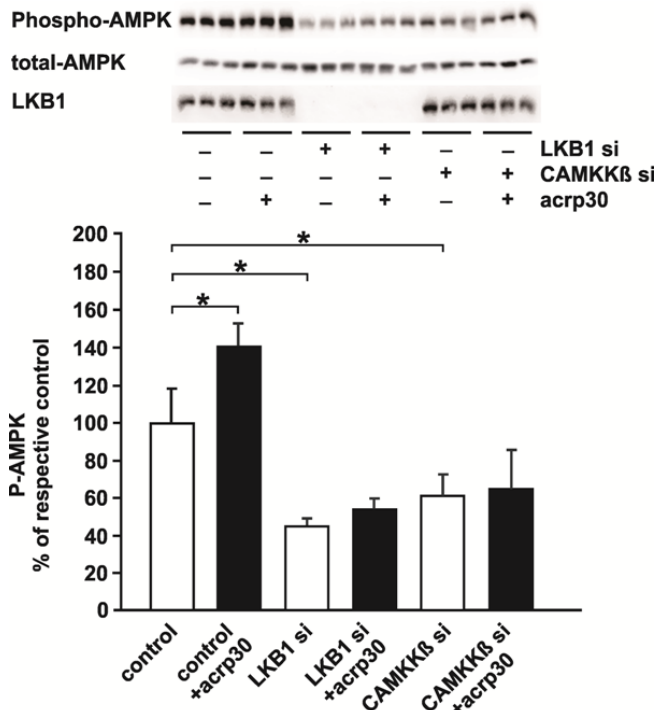 Phospho-AMPK
total-AMPK
LKB1
– – + + – – LKB1 si
– – – – + + CAMKKß si
– + – + – + acrp30
200
180
160
140
120
100
80
60
40
20
0
P-AMPK
% of respective control
*
*
*
control
control
+acrp30
LKB1 si
LKB1 si
+acrp30
CAMKKß si
CAMKKß si
+acrp30